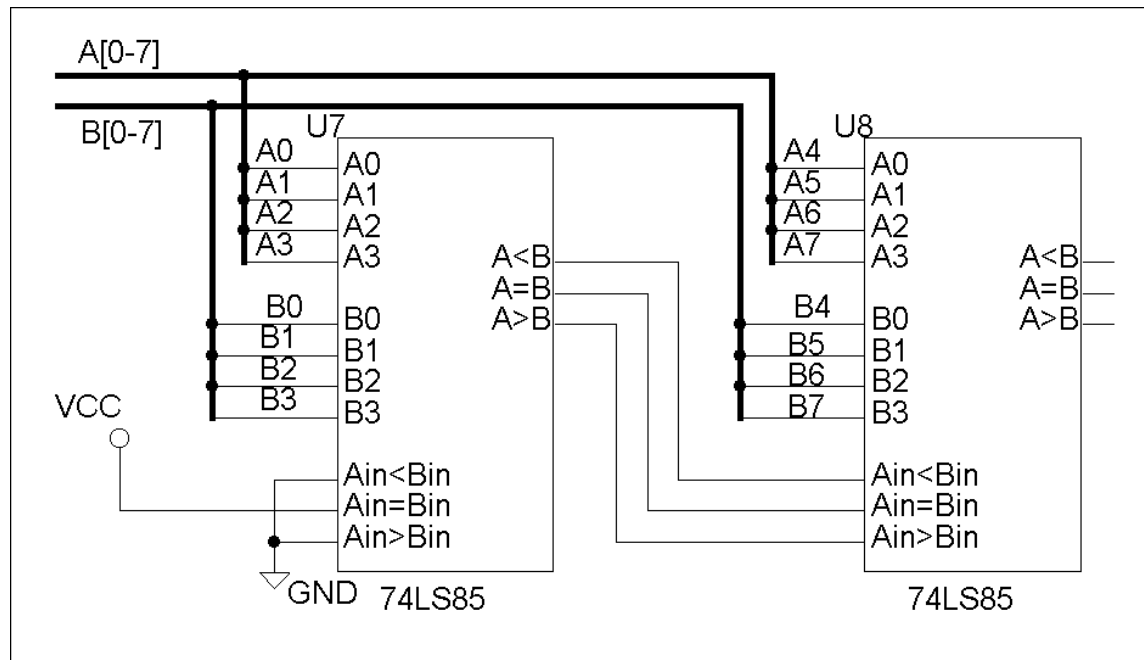 A[0-7]
B[0-7]
U7
A0
A1
A2
A3
B0
B1
B2
B3
A0
A1
A2
A3
B0
B1
B2
B3
A<B
A=B
A>B
VCC
GND
Ain<Bin
Ain=Bin
Ain>Bin
74LS85
U8
A4
A5
A6
A7
B4
B5
B6
B7
A0
A1
A2
A3
B0
B1
B2
B3
A<B
A=B
A>B
Ain<Bin
Ain=Bin
Ain>Bin
74LS85